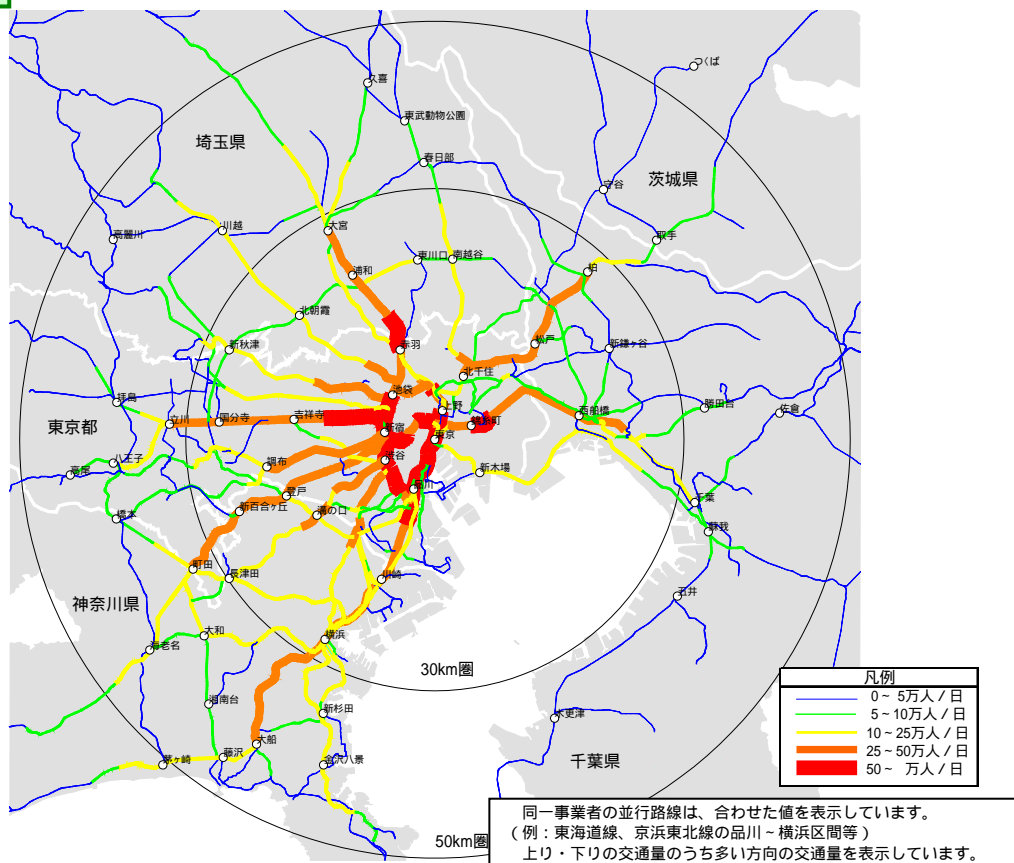 つくば
久喜
東武動物公園
埼玉県
春日部
茨城県
守谷
川越
大宮
高麗川
取手
東川口
南越谷
浦和
柏
北朝霞
新秋津
赤羽
松戸
新鎌ヶ谷
北千住
拝島
池袋
勝田台
佐倉
東京都
立川
国分寺
吉祥寺
上野
錦糸町
西船橋
新宿
東京
八王子
高尾
調布
渋谷
新木場
登戸
品川
千葉
橋本
新百合ヶ丘
溝の口
蘇我
町田
長津田
川崎
五井
神奈川県
大和
横浜
海老名
30km圏
湘南台
新杉田
木更津
大船
藤沢
茅ヶ崎
金沢八景
千葉県
50km圏
凡例
0~ 5万人/日
5~10万人/日
10~25万人/日
25~50万人/日
50~ 万人/日
同一事業者の並行路線は、合わせた値を表示しています。
(例:東海道線、京浜東北線の品川~横浜区間等)
上り・下りの交通量のうち多い方向の交通量を表示しています。